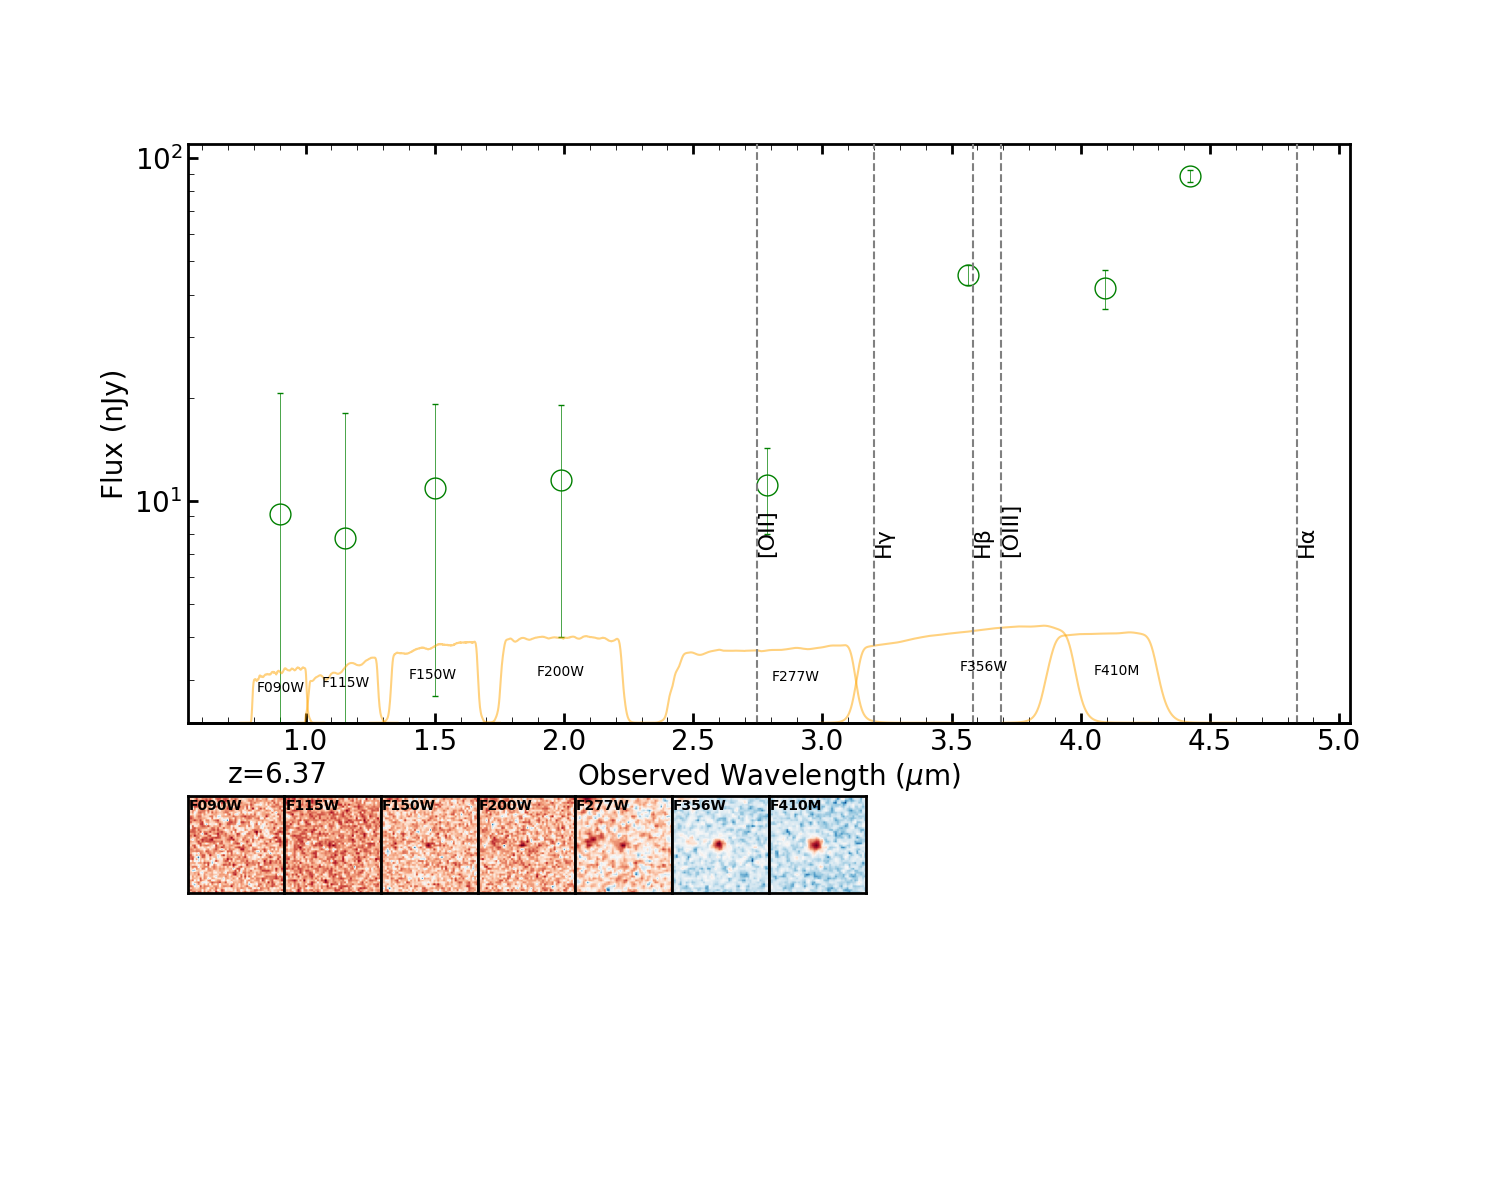 10²
10¹
Flux (nJy)
[OII]
Hγ
Hβ
[OIII]
Hα
F090W
F115W
F150W
F200W
F277W
F356W
F410M
1.0 1.5 2.0 2.5 3.0 3.5 4.0 4.5 5.0
z=6.37
Observed Wavelength (μm)
F090W F115W F150W F200W F277W F356W F410M